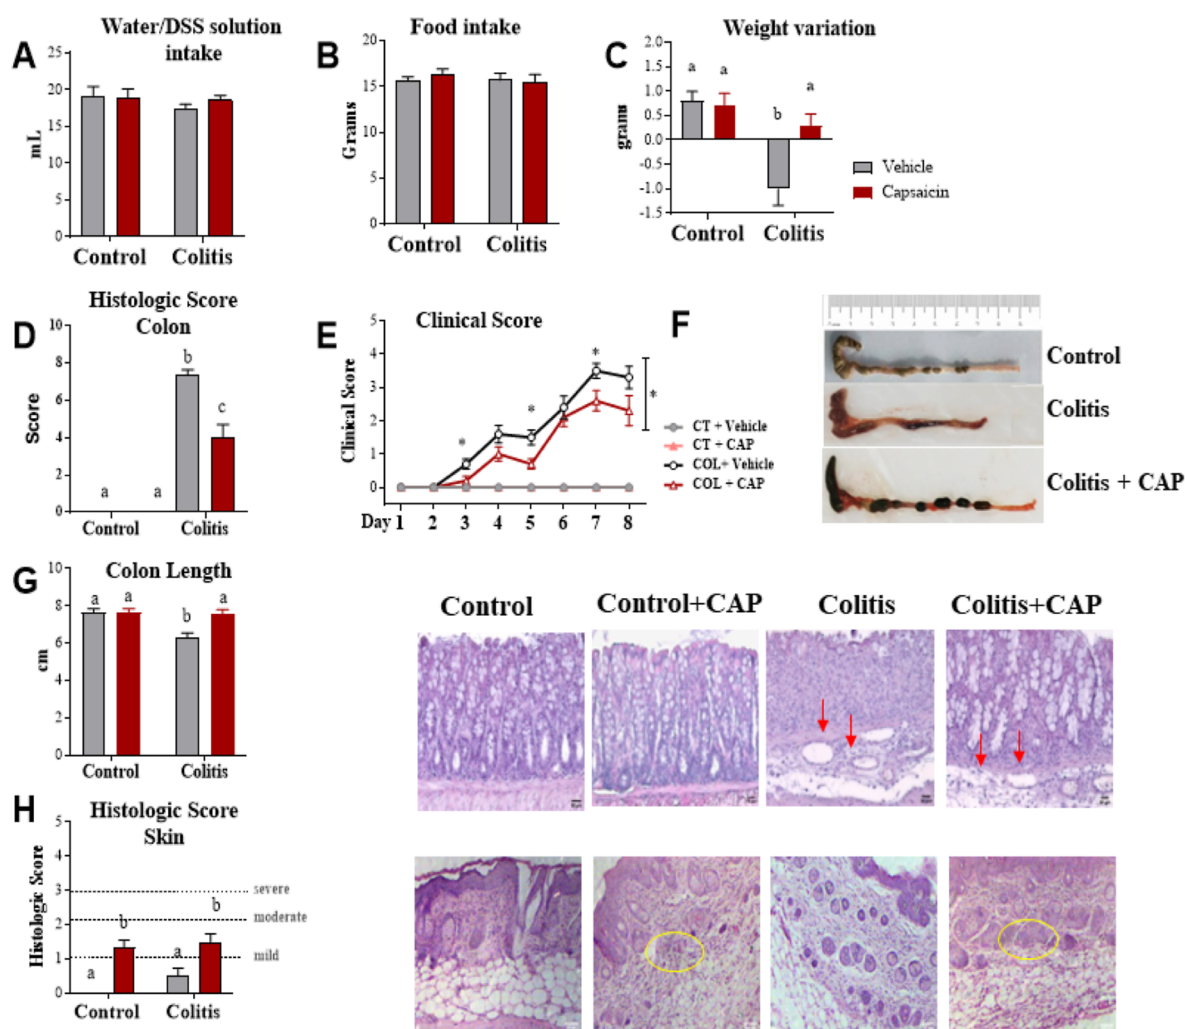 A
Water/DSS solution
intake
mL
25
20
15
10
5
0
Control
Colitis
B
Food intake
Grams
20
15
10
5
0
Control
Colitis
C
Weight variation
grams
2.0
1.5
1.0
0.5
0.0
-0.5
-1.0
-1.5
a
a
b
a
Control
Colitis
Vehicle
Capsaicin
D
Histologic Score
Colon
Score
10
8
6
4
2
0
a
a
b
c
Control
Colitis
E
Clinical Score
Clinical Score
5
4
3
2
1
0
*
*
*
*
Day 1 2 3 4 5 6 7 8
CT + Vehicle
CT + CAP
COL+ Vehicle
COL + CAP
F
Control
Colitis
Colitis + CAP
G
Colon Length
cm
10
8
6
4
2
0
a
a
b
a
Control
Colitis
Control
Control+CAP
Colitis
Colitis+CAP
H
Histologic Score
Skin
Histologic Score
5
4
3
2
1
0
severe
moderate
mild
a
b
a
b
Control
Colitis